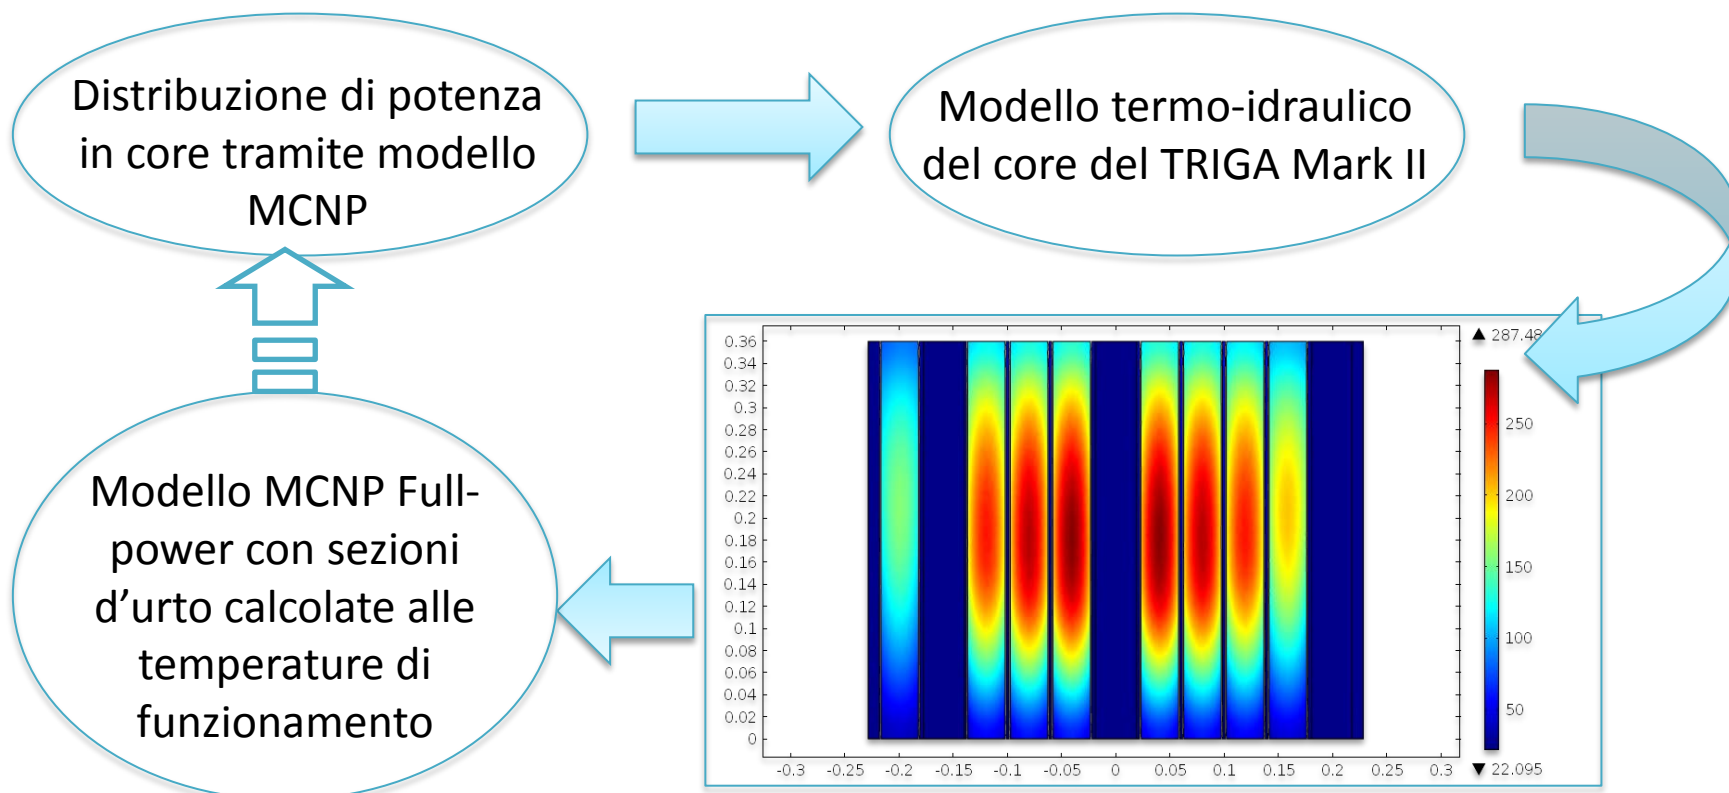 Distribuzione di potenza
in core tramite modello
MCNP
Modello termo-idraulico
del core del TRIGA Mark II
Modello MCNP Full-
power con sezioni
d’urto calcolate alle
temperature di
funzionamento
0.36
0.34
0.32
0.3
0.28
0.26
0.24
0.22
0.2
0.18
0.16
0.14
0.12
0.1
0.08
0.06
0.04
0.02
0
-0.3 -0.25 -0.2 -0.15 -0.1 -0.05 0 0.05 0.1 0.15 0.2 0.25 0.3
▲ 287.48
250
200
150
100
50
▼ 22.095